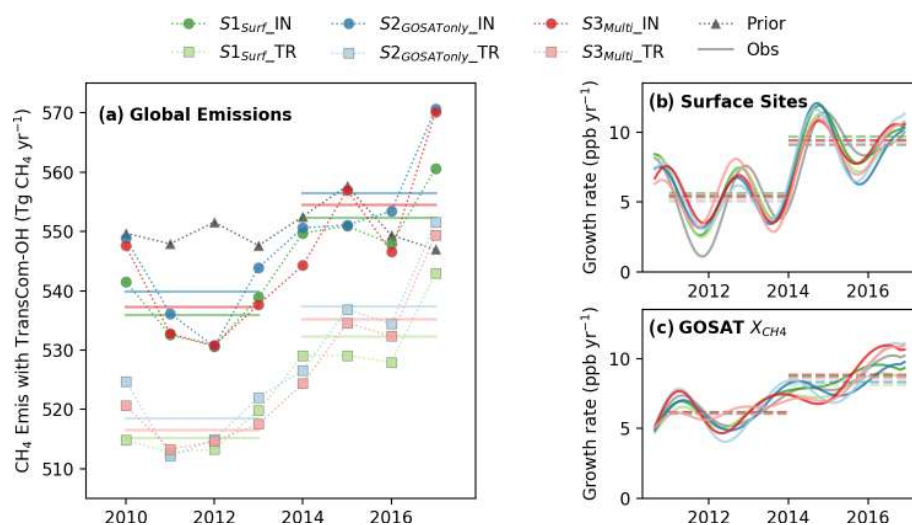 S1Surf_IN
S2GOSATonly_IN
S3Multi_IN
Prior
S1Surf_TR
S2GOSATonly_TR
S3Multi_TR
Obs
(a) Global Emissions
CH4 Emis with TransCom-OH (Tg CH4 yr⁻¹)
570
560
550
540
530
520
510
2010
2012
2014
2016
(b) Surface Sites
Growth rate (ppb yr⁻¹)
10
5
0
2012
2014
2016
(c) GOSAT XCH4
Growth rate (ppb yr⁻¹)
10
5
0
2012
2014
2016